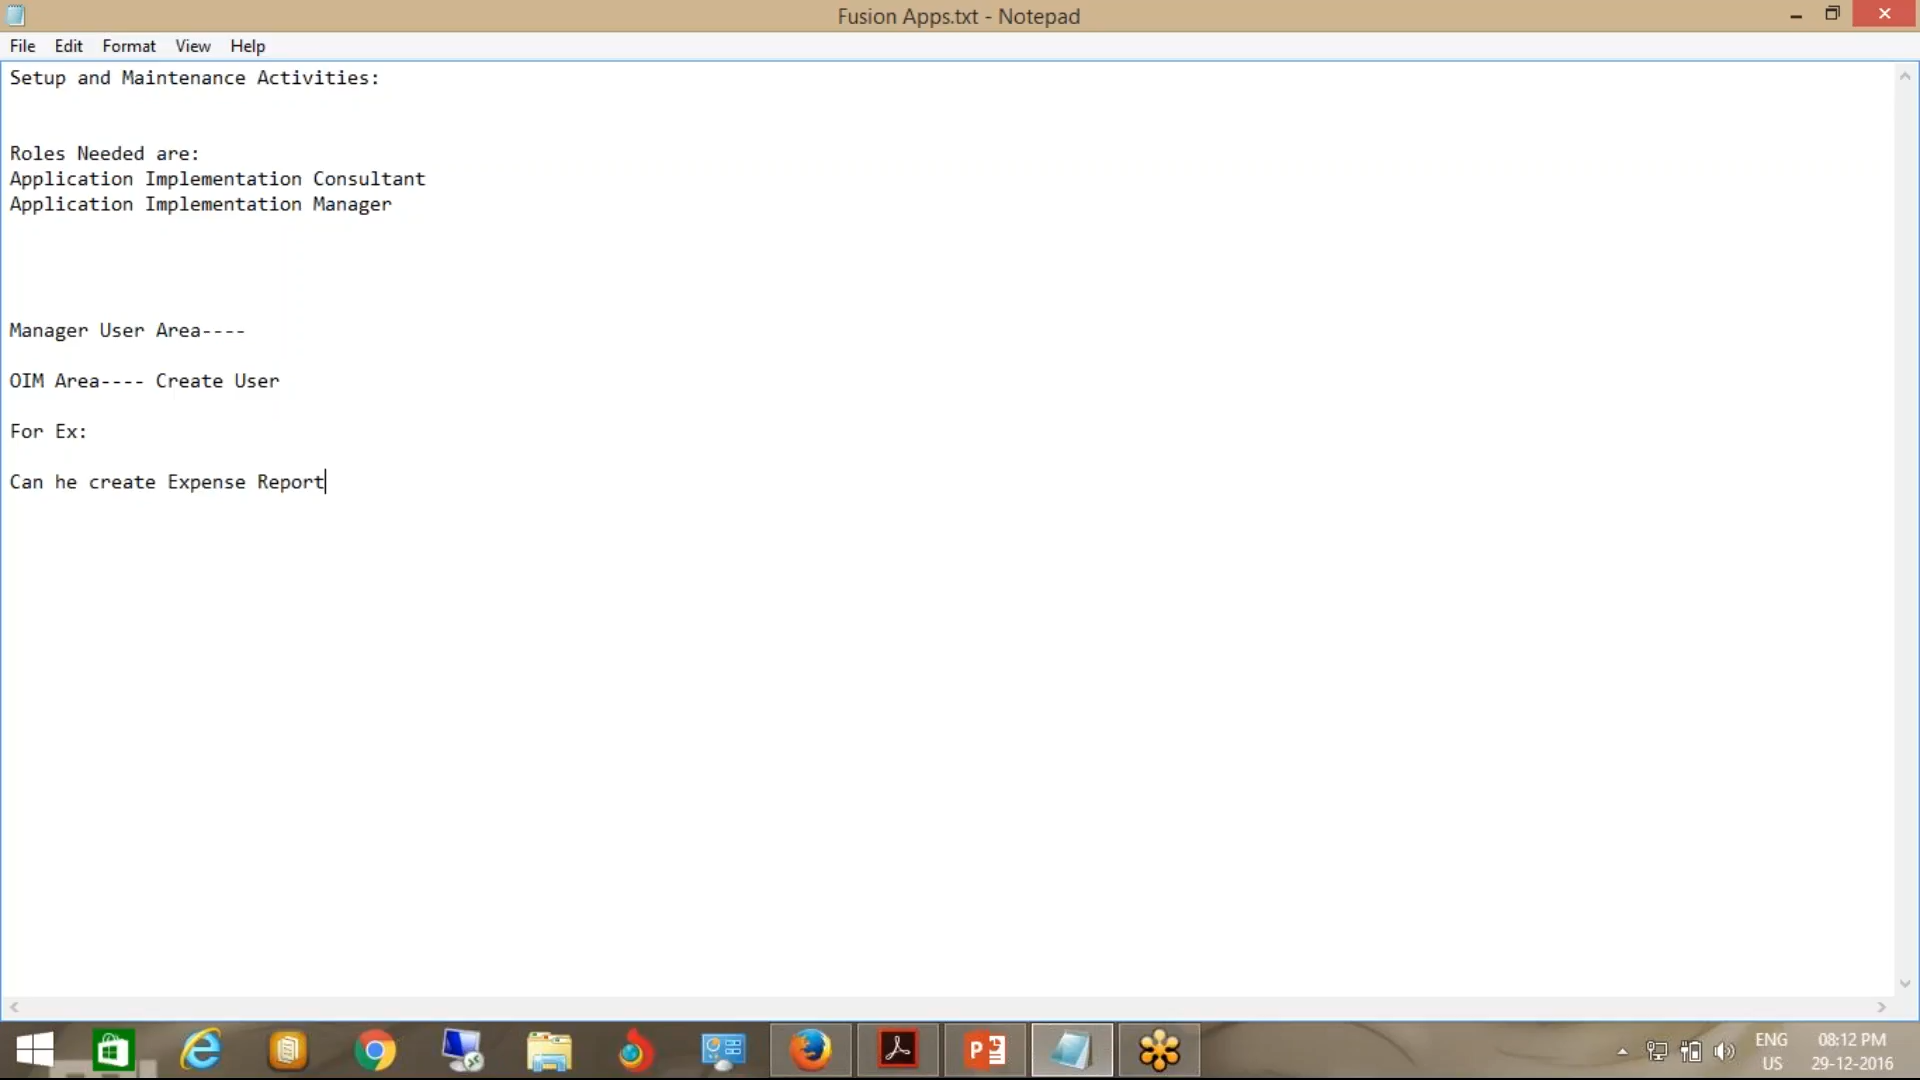 Fusion Apps.txt - Notepad
File Edit Format View Help
Setup and Maintenance Activities:
Roles Needed are:
Application Implementation Consultant
Application Implementation Manager
Manager User Area----
OIM Area---- Create User
For Ex:
Can he create Expense Report
ENG 08:12 PM
US 29-12-2016